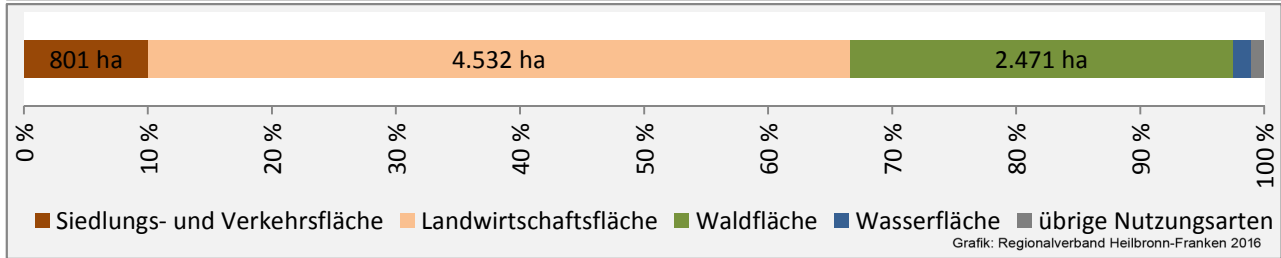 801 ha 4.532 ha 2.471 ha
0 % 10 % 20 % 30 % 40 % 50 % 60 % 70 % 80 % 90 % 100 %
Siedlungs- und Verkehrsfläche Landwirtschaftsfläche Waldfläche Wasserfläche übrige Nutzungsarten
Grafik: Regionalverband Heilbronn-Franken 2016